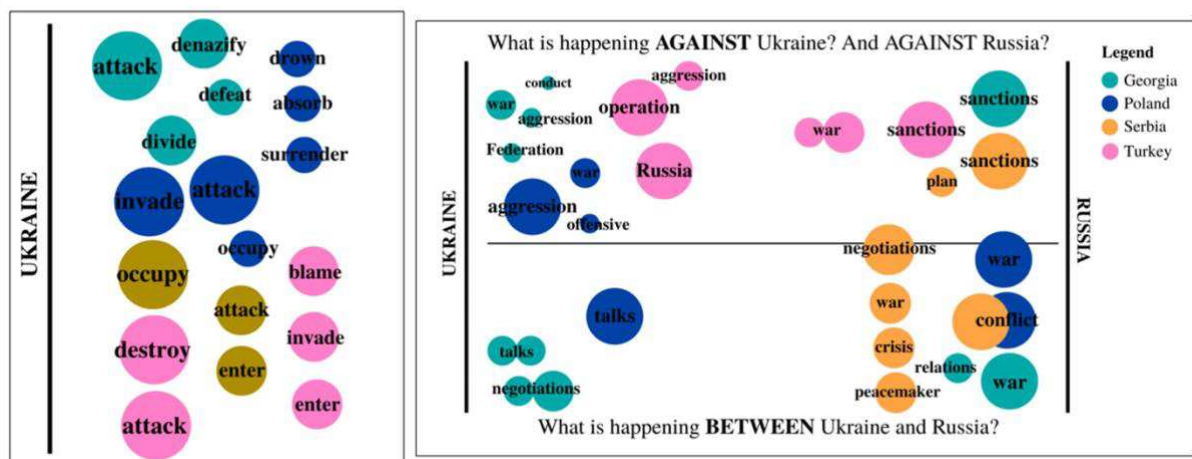 UKRAINE
attack
denazify
drown
defeat
absorb
divide
surrender
invade
attack
occupy
occupy
blame
attack
invade
destroy
enter
enter
attack
What is happening AGAINST Ukraine? And AGAINST Russia?
UKRAINE
conduct
war
aggression
Federation
aggression
operation
war
Russia
aggression
offensive
war
sanctions
sanctions
sanctions
plan
negotiations
war
talks
war
conflict
crisis
talks
relations
negotiations
peacemaker
war
RUSSIA
What is happening BETWEEN Ukraine and Russia?
Legend
Georgia
Poland
Serbia
Turkey